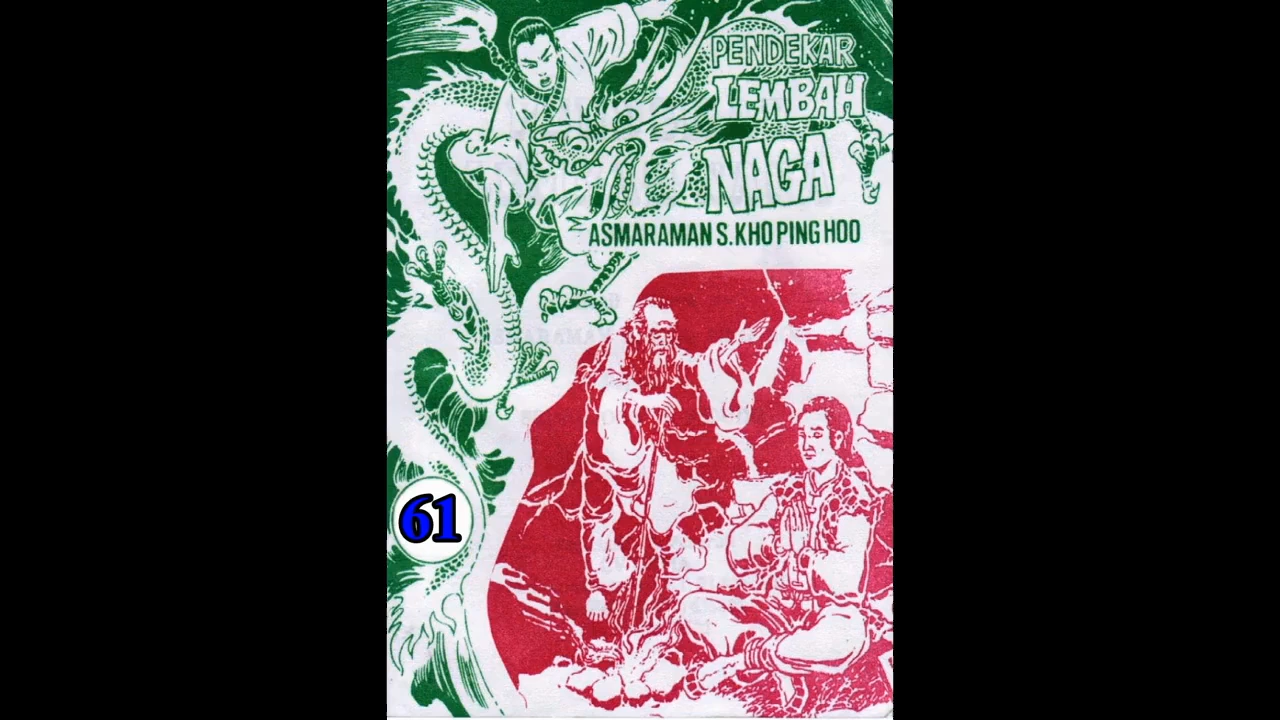 PENDEKAR
LEMBAH
NAGA
ASMARAMAN S. KHO PING HOO
61